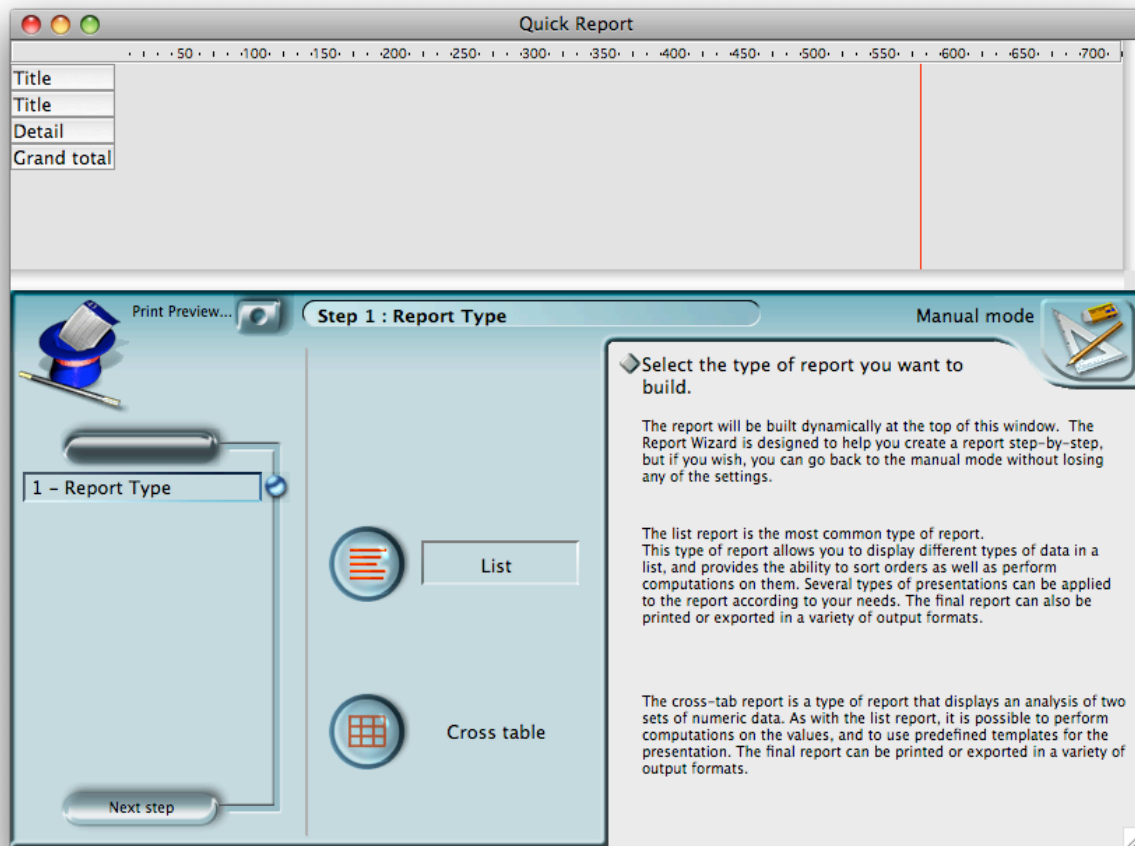 Quick Report
50 100 150 200 250 300 350 400 450 500 550 600 650 700
Title
Title
Detail
Grand total
Print Preview...
Step 1 : Report Type
Manual mode
1 – Report Type
Next step
List
Cross table
Select the type of report you want to
build.
The report will be built dynamically at the top of this window. The
Report Wizard is designed to help you create a report step-by-step,
but if you wish, you can go back to the manual mode without losing
any of the settings.
The list report is the most common type of report.
This type of report allows you to display different types of data in a
list, and provides the ability to sort orders as well as perform
computations on them. Several types of presentations can be applied
to the report according to your needs. The final report can also be
printed or exported in a variety of output formats.
The cross-tab report is a type of report that displays an analysis of two
sets of numeric data. As with the list report, it is possible to perform
computations on the values, and to use predefined templates for the
presentation. The final report can be printed or exported in a variety of
output formats.